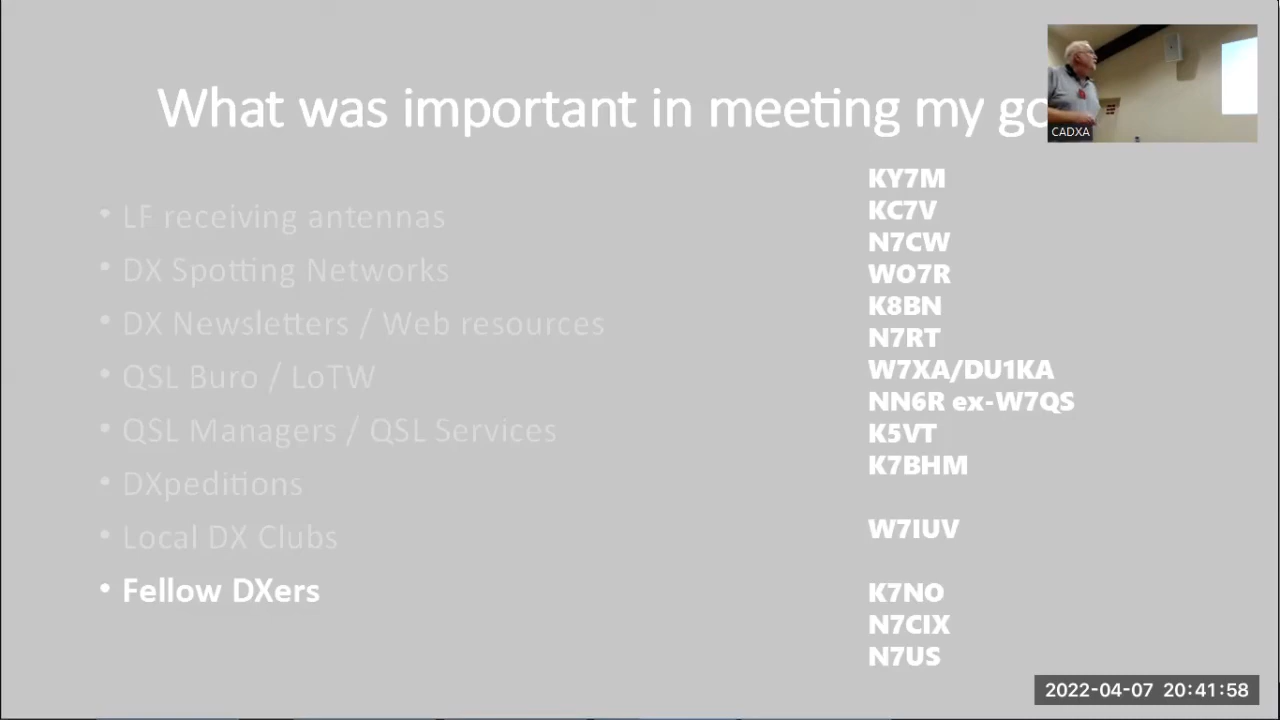 What was important in meeting my go
CADXA
• LF receiving antennas
• DX Spotting Networks
• DX Newsletters / Web resources
• QSL Buro / LoTW
• QSL Managers / QSL Services
• DXpeditions
• Local DX Clubs
• Fellow DXers
KY7M
KC7V
N7CW
WO7R
K8BN
N7RT
W7XA/DU1KA
NN6R ex-W7QS
K5VT
K7BHM
W7IUV
K7NO
N7CIX
N7US
2022-04-07 20:41:58